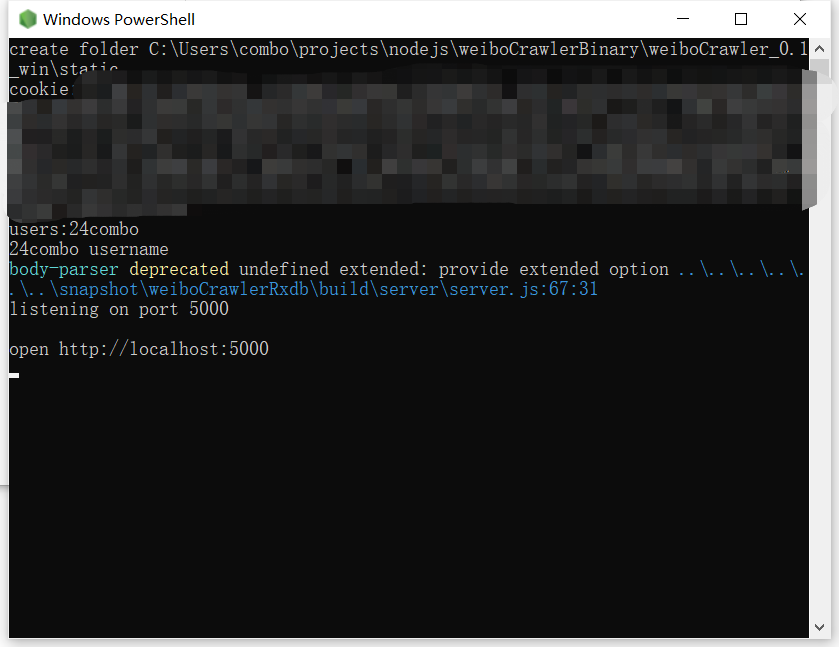 Windows PowerShell
create folder C:\Users\combo\projects\nodejs\weiboCrawlerBinary\weiboCrawler_0.1
_win\static
cookie:
users:24combo
24combo username
body-parser deprecated undefined extended: provide extended option ..\..\..\..\.
.\..\snapshot\weiboCrawlerRxdb\build\server\server.js:67:31
listening on port 5000
open http://localhost:5000